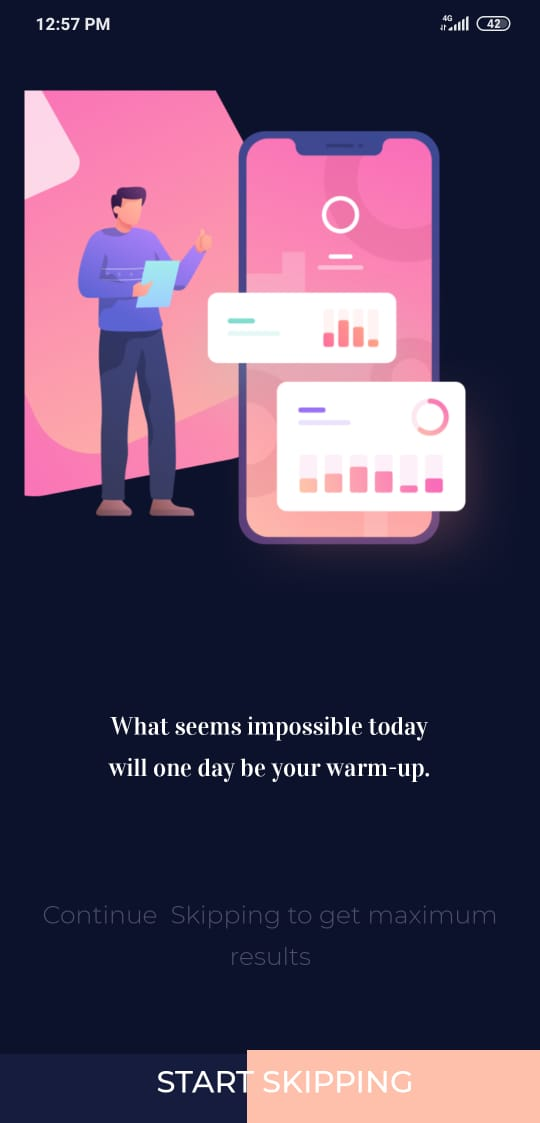 12:57 PM
4G
42
What seems impossible today
will one day be your warm-up.
Continue  Skipping to get maximum
results
START SKIPPING